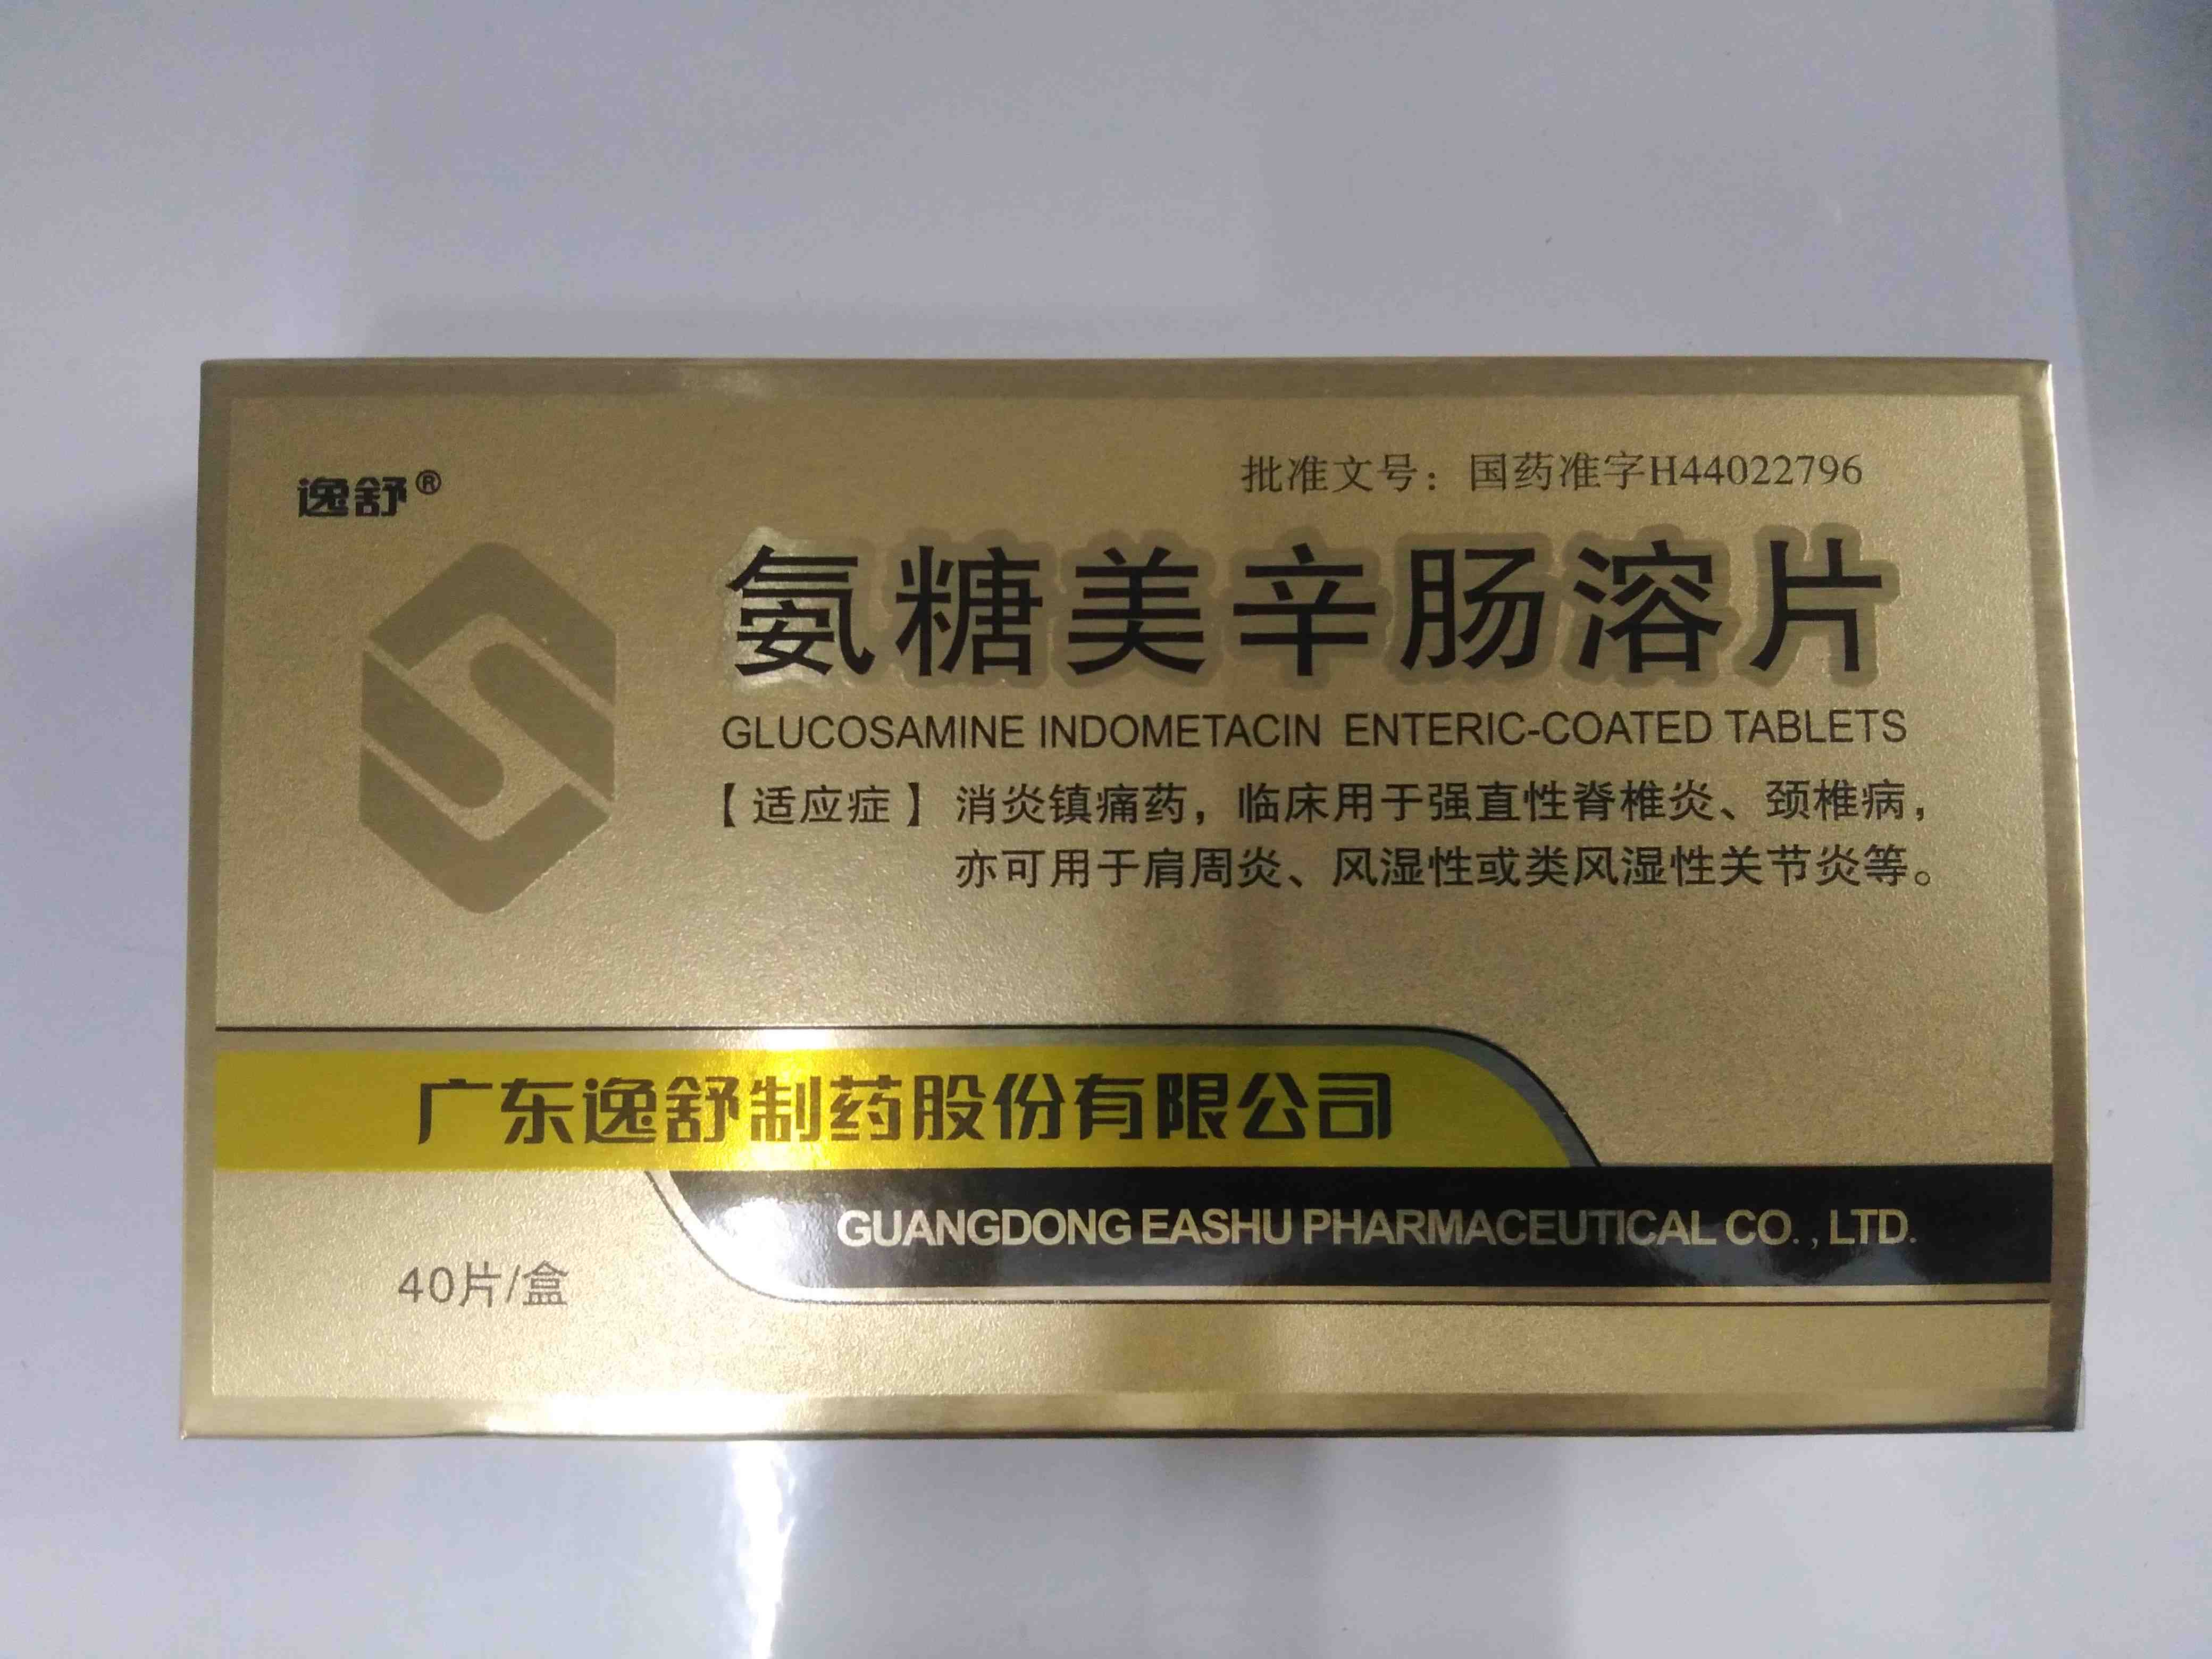 逸舒®
批准文号：国药准字H44022796
氨糖美辛肠溶片
GLUCOSAMINE INDOMETACIN ENTERIC-COATED TABLETS
【适应症】消炎镇痛药，临床用于强直性脊椎炎、颈椎病，
亦可用于肩周炎、风湿性或类风湿性关节炎等。
广东逸舒制药股份有限公司
GUANGDONG EASHU PHARMACEUTICAL CO., LTD.
40片/盒